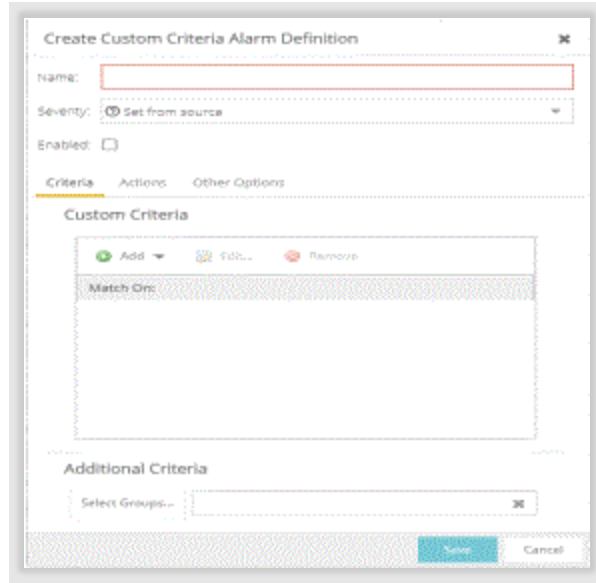 Create Custom Criteria Alarm Definition
Name:
Severity: Set from source
Enabled:
Criteria Actions Other Options
Custom Criteria
Add Edit... Remove
Match On:
Additional Criteria
Select Groups...
Save Cancel